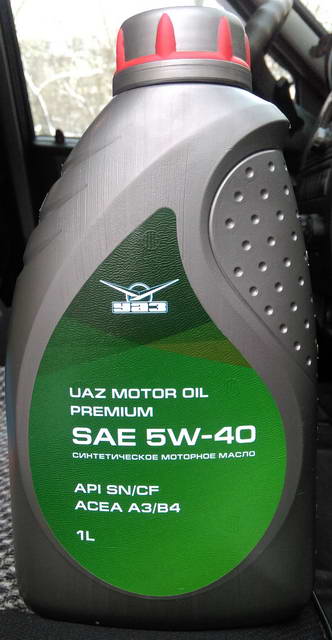 УАЗ
UAZ MOTOR OIL
PREMIUM
SAE 5W-40
СИНТЕТИЧЕСКОЕ МОТОРНОЕ МАСЛО
API SN/CF
ACEA A3/B4
1L